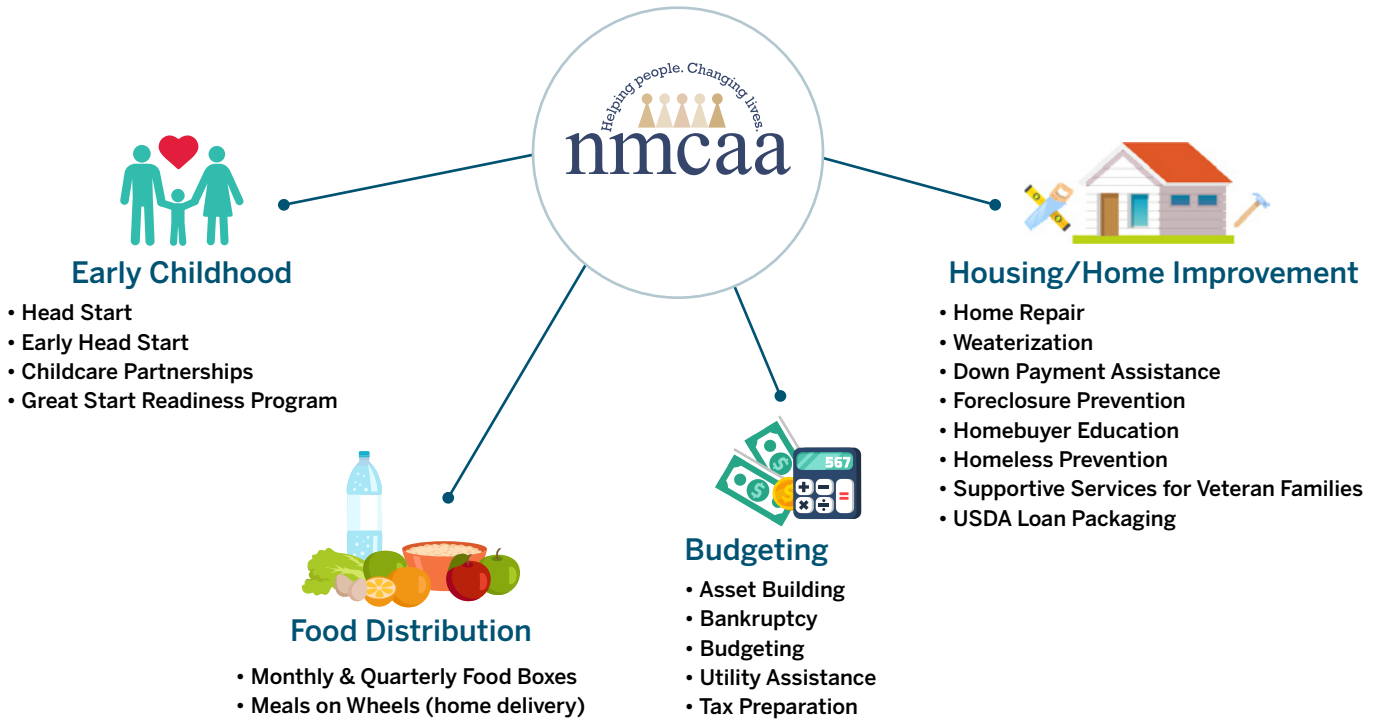 Helping people. Changing lives.
nmcaa
Early Childhood
• Head Start
• Early Head Start
• Childcare Partnerships
• Great Start Readiness Program
Food Distribution
• Monthly & Quarterly Food Boxes
• Meals on Wheels (home delivery)
567
Budgeting
• Asset Building
• Bankruptcy
• Budgeting
• Utility Assistance
• Tax Preparation
Housing/Home Improvement
• Home Repair
• Weaterization
• Down Payment Assistance
• Foreclosure Prevention
• Homebuyer Education
• Homeless Prevention
• Supportive Services for Veteran Families
• USDA Loan Packaging